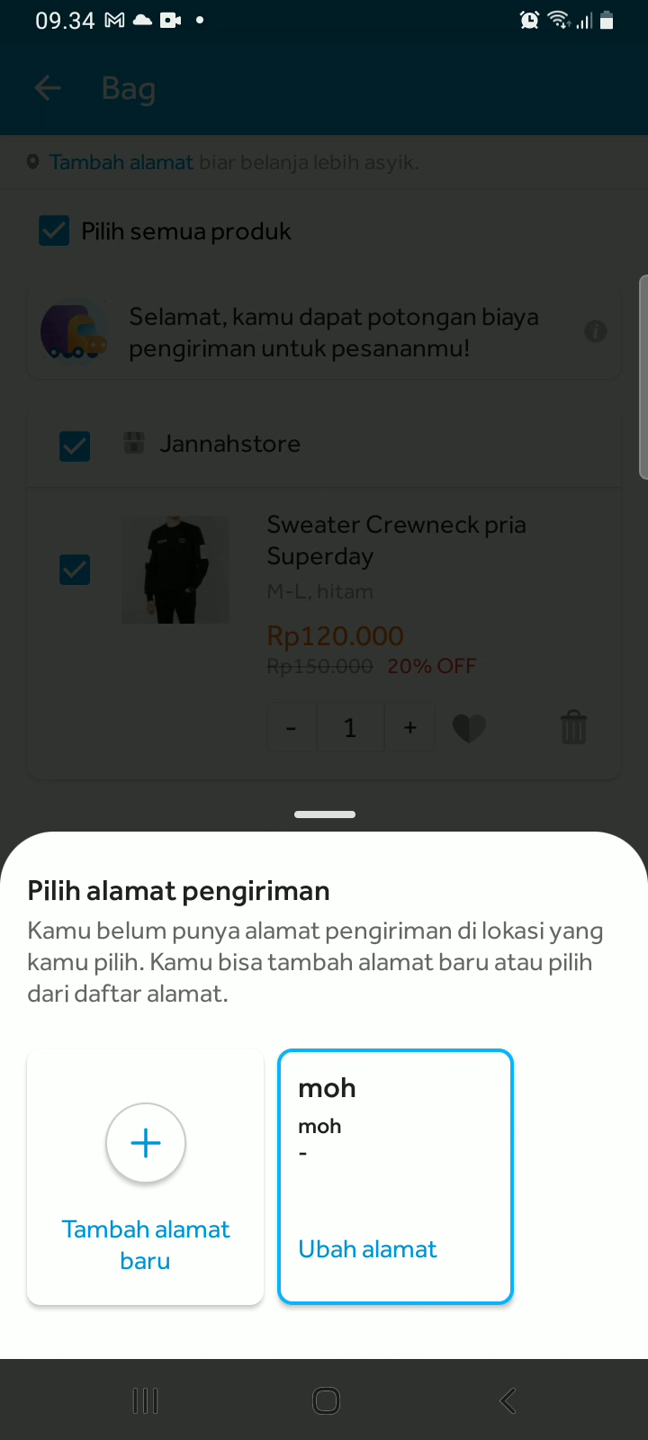 09.34
Bag
Tambah alamat biar belanja lebih asyik.
Pilih semua produk
Selamat, kamu dapat potongan biaya
pengiriman untuk pesananmu!
Jannahstore
Sweater Crewneck pria
Superday
M-L, hitam
Rp120.000
Rp150.000 20% OFF
- 1 +
Pilih alamat pengiriman
Kamu belum punya alamat pengiriman di lokasi yang
kamu pilih. Kamu bisa tambah alamat baru atau pilih
dari daftar alamat.
Tambah alamat
baru
moh
moh
-
Ubah alamat